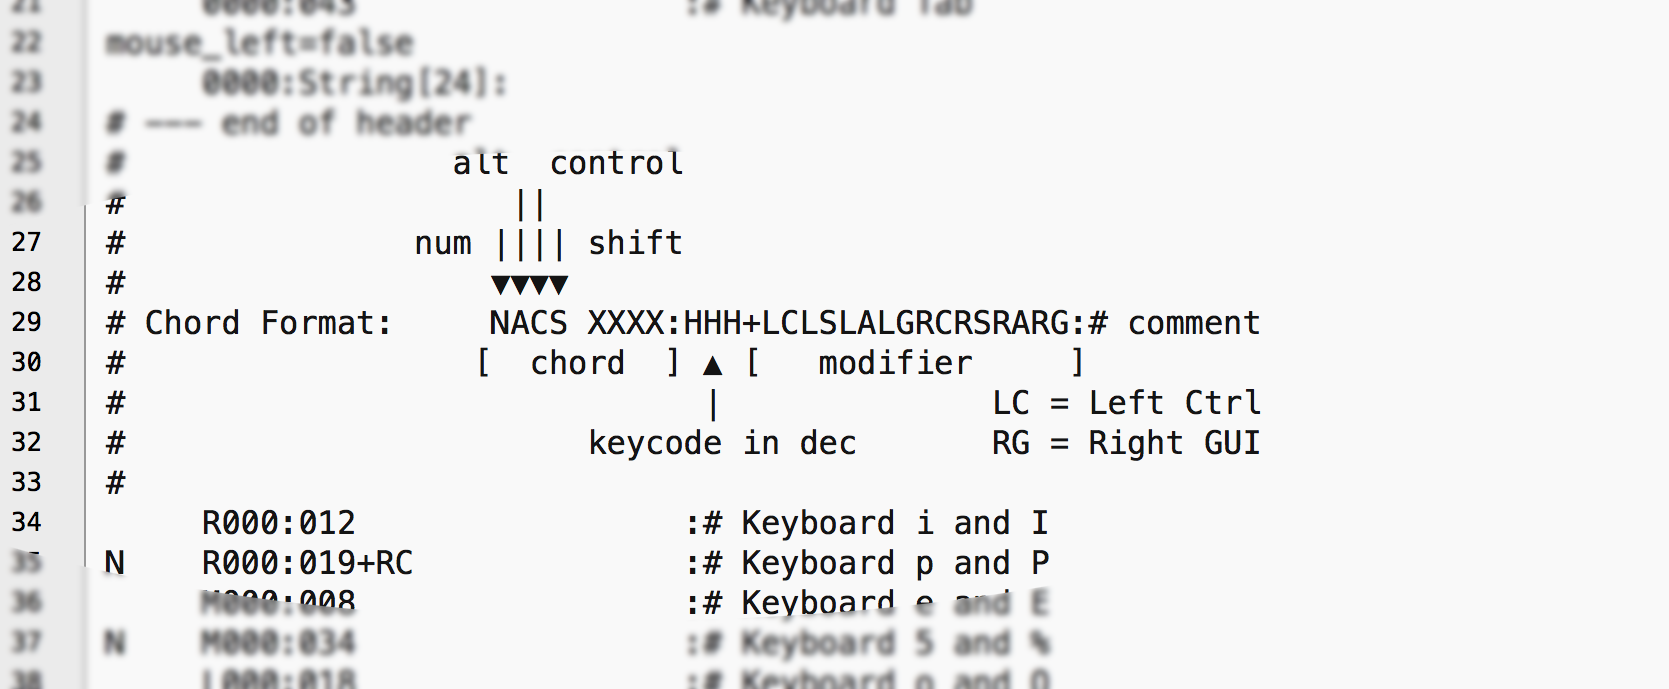 21 0000:043 :# Keyboard Tab
22 mouse_left=false
23 0000:String[24]:
24 # --- end of header
25 # alt control
26 # ||
27 # num |||| shift
28 # ▼▼▼▼
29 # Chord Format: NACS XXXX:HHH+LCLSLALGRCRSRARG:# comment
30 # [ chord ] ▲ [ modifier ]
31 # | LC = Left Ctrl
32 # keycode in dec RG = Right GUI
33 #
34 R000:012 :# Keyboard i and I
35 N R000:019+RC :# Keyboard p and P
36 M000:008 :# Keyboard e and E
37 N M000:034 :# Keyboard 5 and %
38 L000:018 :# Keyboard o and O